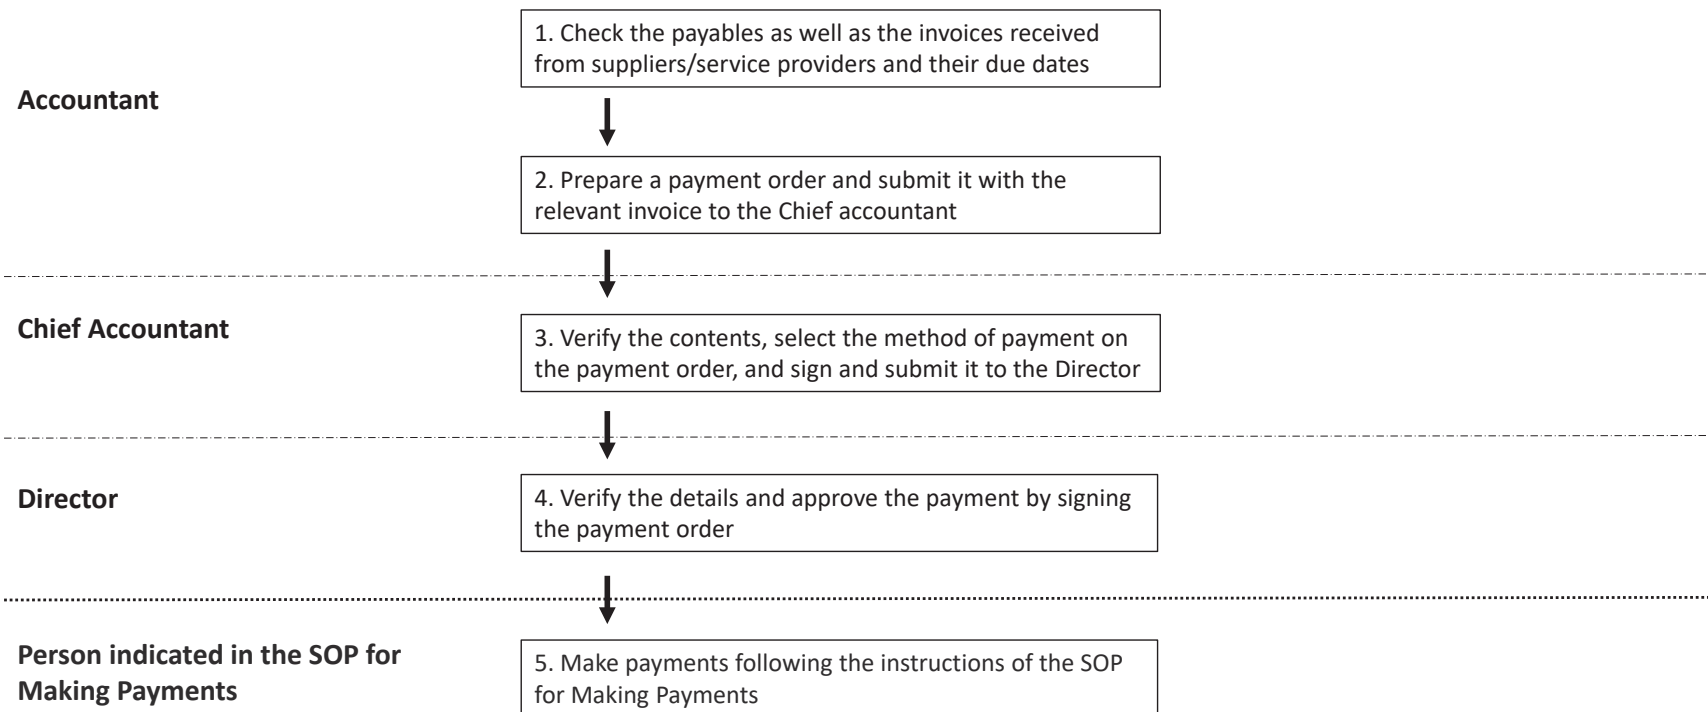 1. Check the payables as well as the invoices received
from suppliers/service providers and their due dates
Accountant
2. Prepare a payment order and submit it with the
relevant invoice to the Chief accountant
Chief Accountant
3. Verify the contents, select the method of payment on
the payment order, and sign and submit it to the Director
Director
4. Verify the details and approve the payment by signing
the payment order
Person indicated in the SOP for
Making Payments
5. Make payments following the instructions of the SOP
for Making Payments